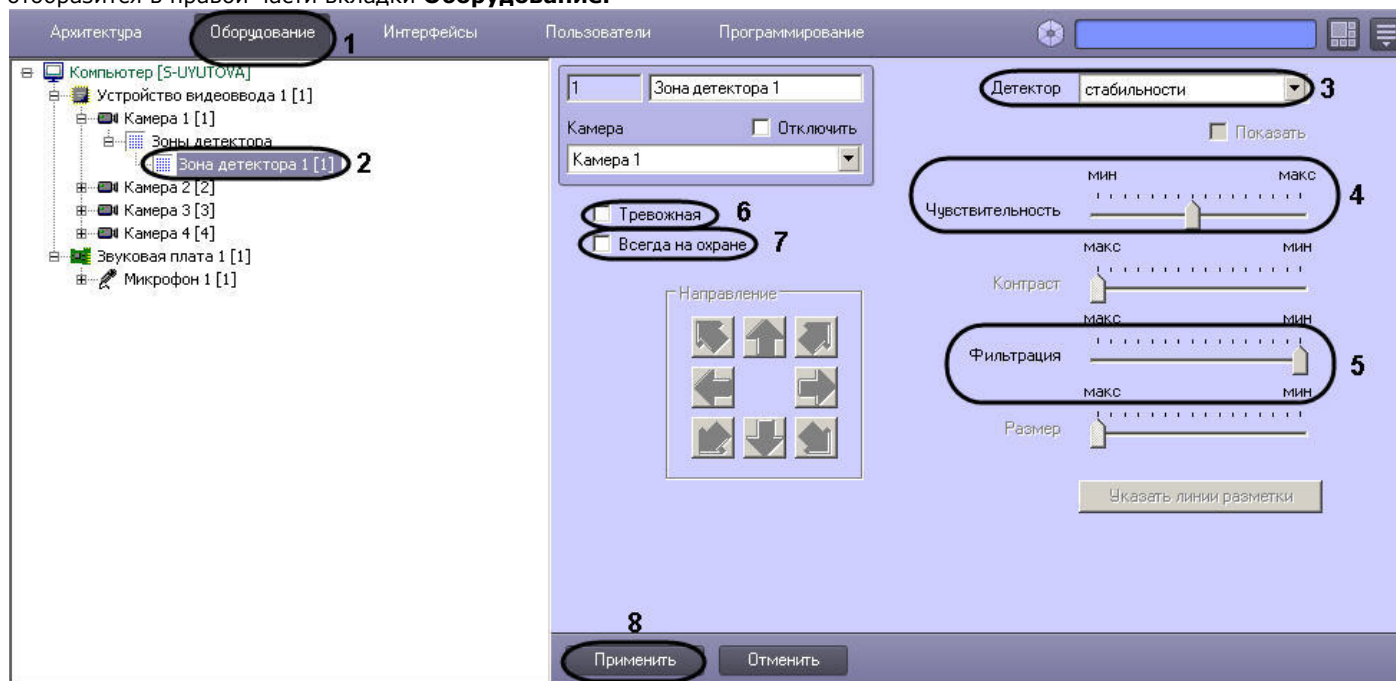 отобразится в правой части вкладки Оборудование.
Архитектура Оборудование 1 Интерфейсы Пользователи Программирование
Компьютер [S-UYUTOVA]
Устройство видеоввода 1 [1]
Камера 1 [1]
Зоны детектора
Зона детектора 1 [1] 2
Камера 2 [2]
Камера 3 [3]
Камера 4 [4]
Звуковая плата 1 [1]
Микрофон 1 [1]
1 Зона детектора 1
Камера Отключить
Камера 1
Тревожная 6
Всегда на охране 7
Направление
Детектор стабильности 3
Показать
мин макс
Чувствительность 4
макс мин
Контраст
макс мин
Фильтрация 5
макс мин
Размер
Указать линии разметки
8
Применить Отменить